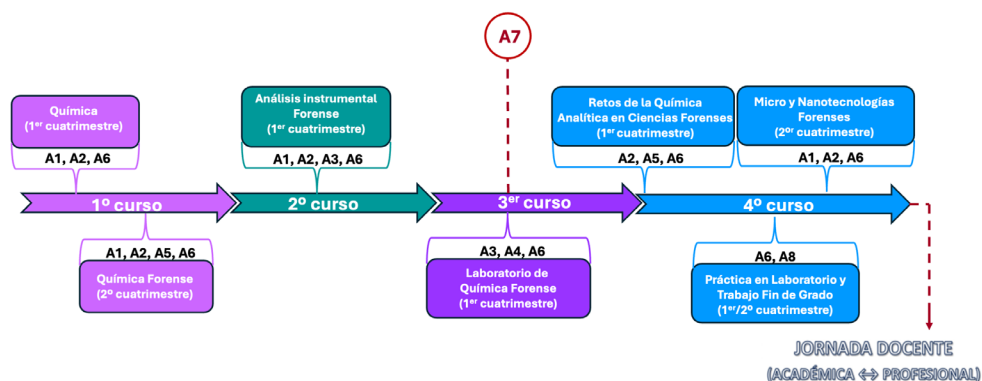 A7
Química
(1er cuatrimestre)
A1, A2, A6
Análisis instrumental
Forense
(1er cuatrimestre)
A1, A2, A3, A6
Retos de la Química
Analítica en Ciencias Forenses
(1er cuatrimestre)
A2, A5, A6
Micro y Nanotecnologías
Forenses
(2or cuatrimestre)
A1, A2, A6
1º curso
2º curso
3er curso
4º curso
A1, A2, A5, A6
Química Forense
(2º cuatrimestre)
A3, A4, A6
Laboratorio de
Química Forense
(1er cuatrimestre)
A6, A8
Práctica en Laboratorio y
Trabajo Fin de Grado
(1er/2º cuatrimestre)
JORNADA DOCENTE
(ACADÉMICA ↔ PROFESIONAL)